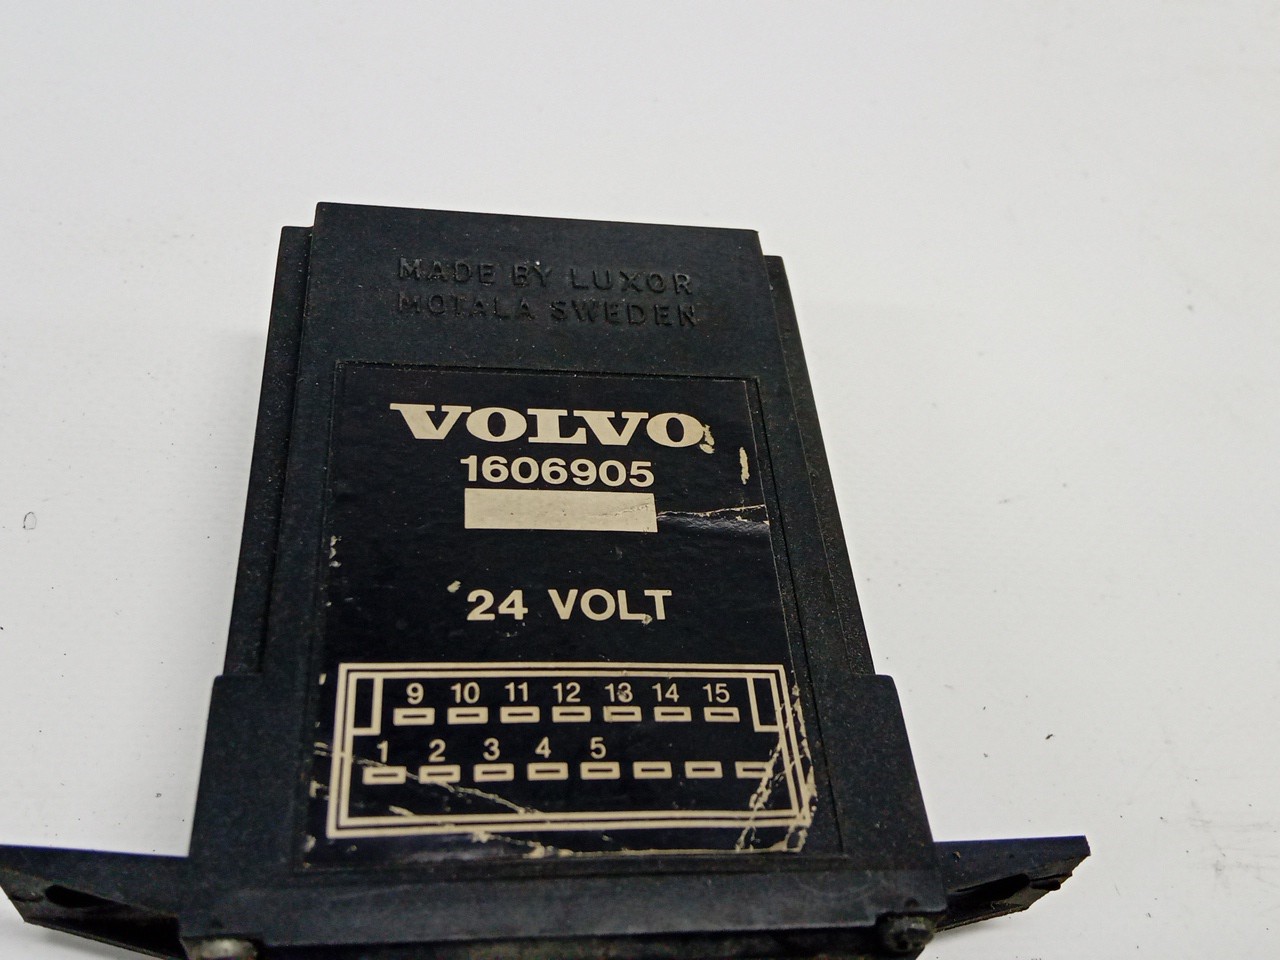 MADE BY LUXOR
MOTALA SWEDEN
VOLVO
1606905
24 VOLT
9 10 11 12 13 14 15
1 2 3 4 5